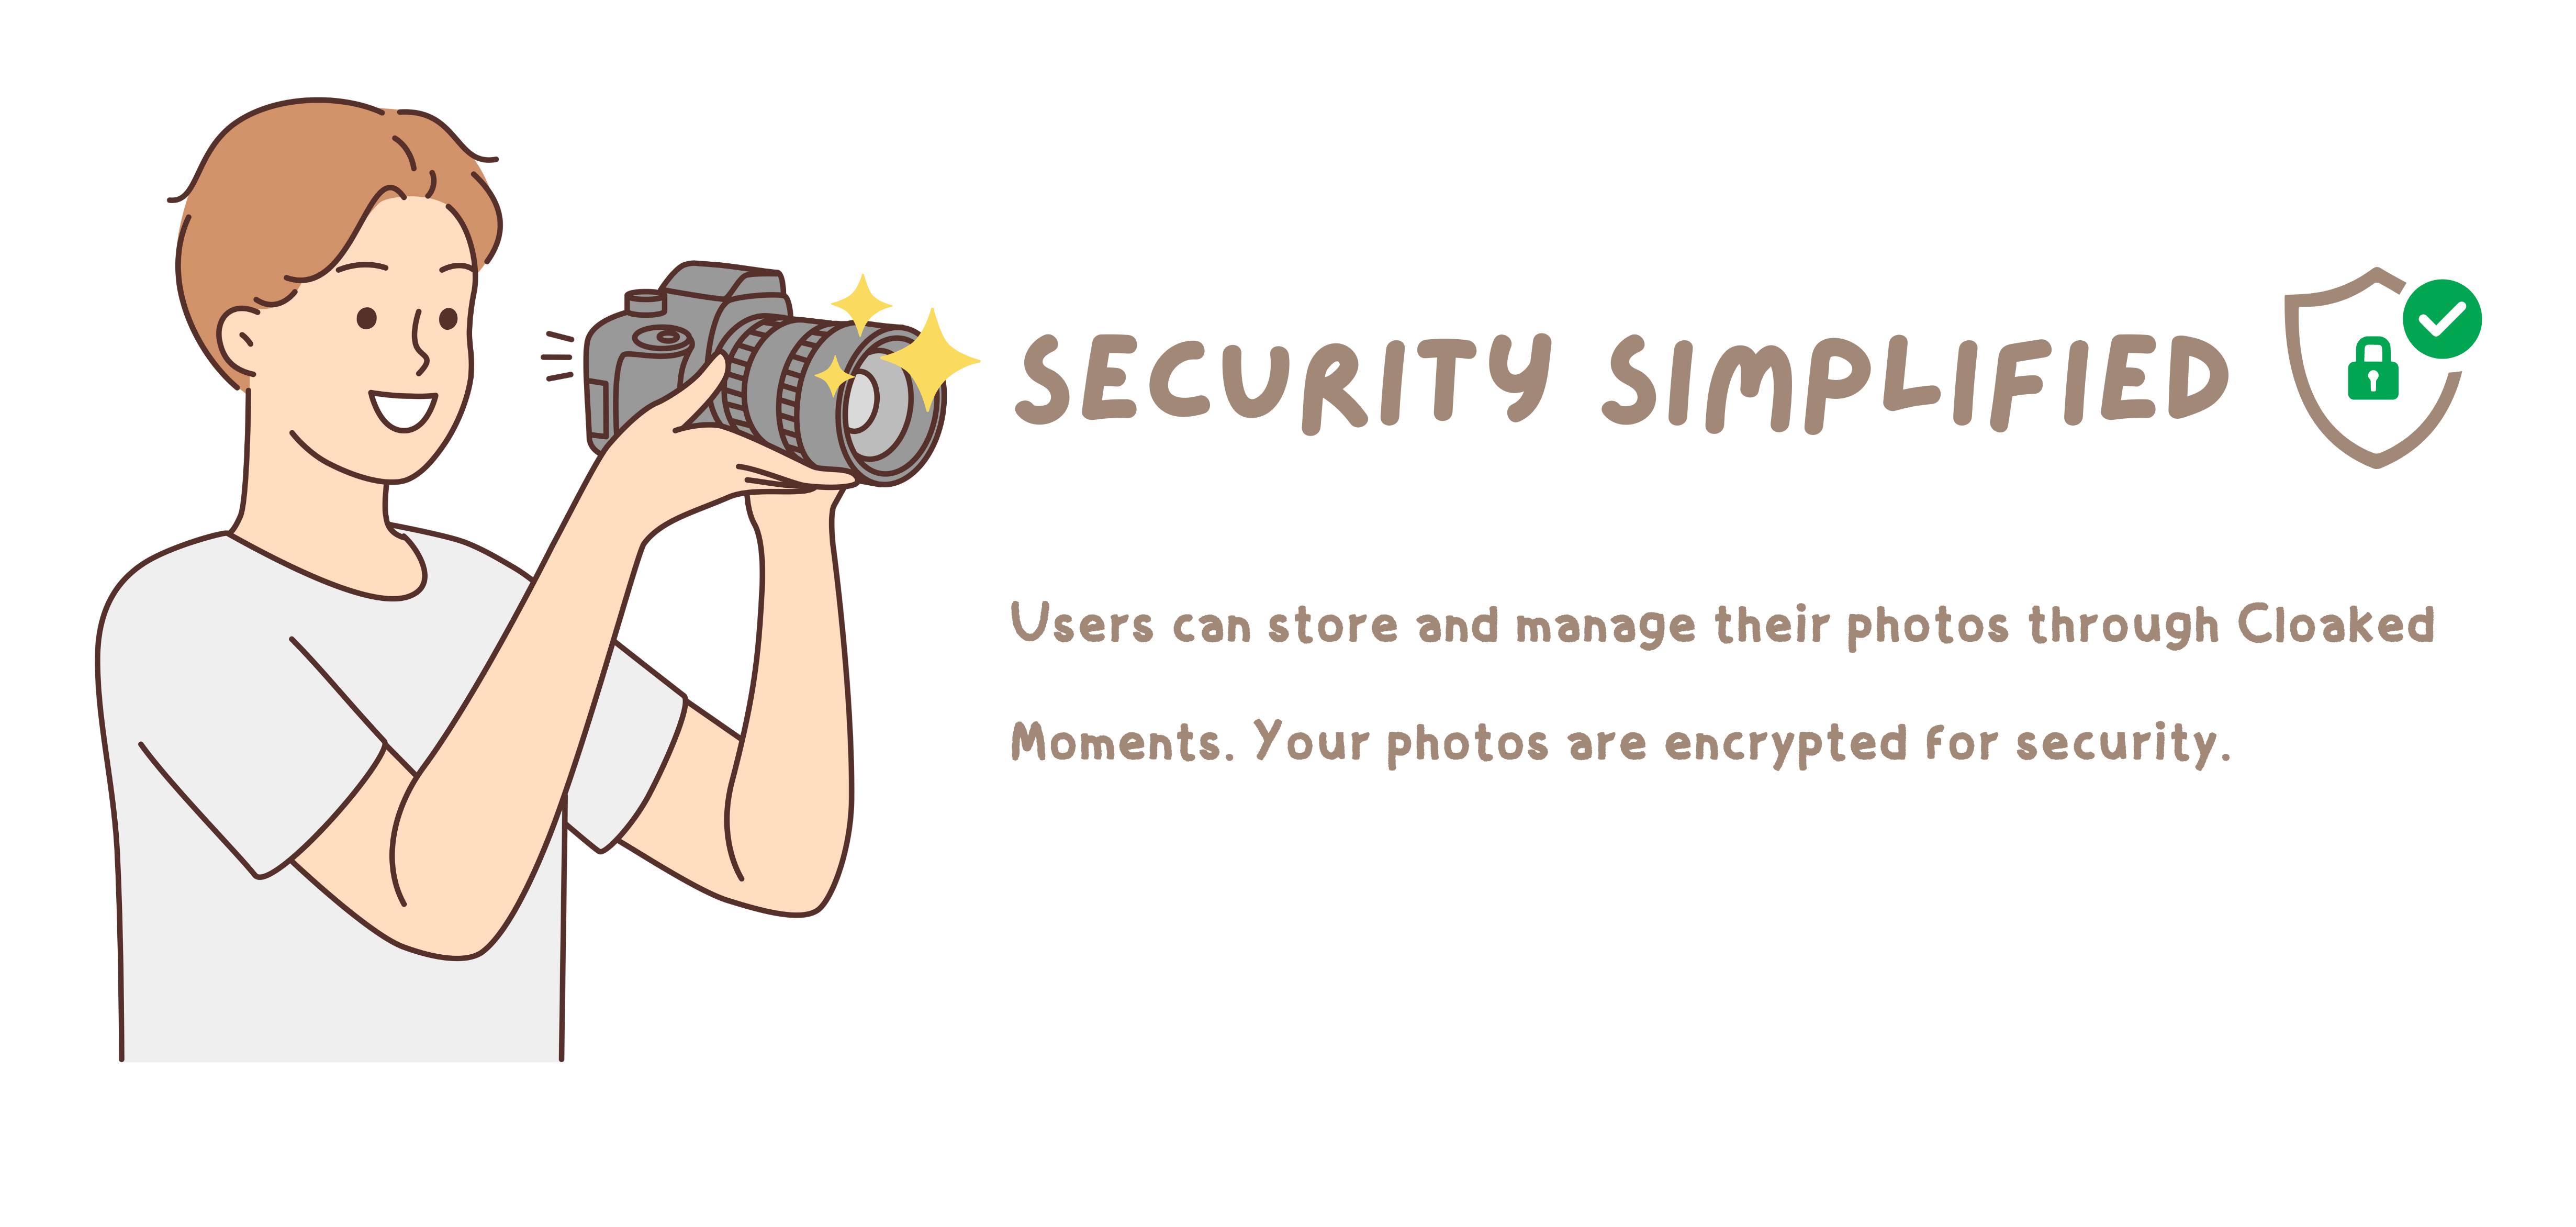 SECURITY SIMPLIFIED
Users can store and manage their photos through Cloaked
Moments. Your photos are encrypted for security.